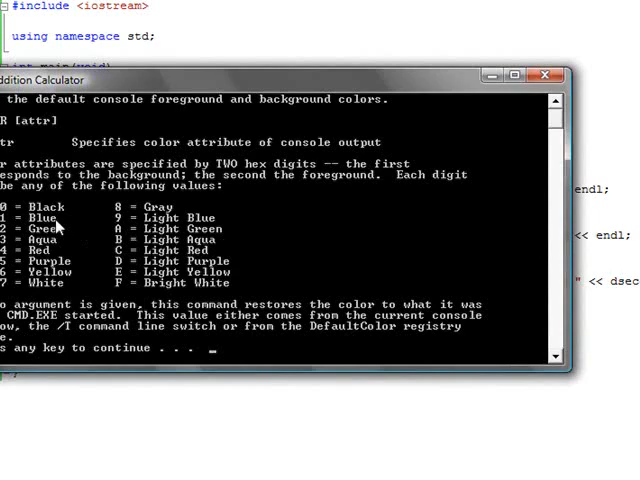 #include <iostream>
using namespace std;
int main(void)
ddition Calculator
the default console foreground and background colors.
R [attr]
tr Specifies color attribute of console output
r attributes are specified by TWO hex digits -- the first
esponds to the background; the second the foreground. Each digit
be any of the following values:
0 = Black 8 = Gray
1 = Blue 9 = Light Blue
2 = Green A = Light Green
3 = Aqua B = Light Aqua
4 = Red C = Light Red
5 = Purple D = Light Purple
6 = Yellow E = Light Yellow
7 = White F = Bright White
o argument is given, this command restores the color to what it was
CMD.EXE started. This value either comes from the current console
ow, the /T command line switch or from the DefaultColor registry
e.
s any key to continue . . . _
endl;
<< endl;
" << dsec